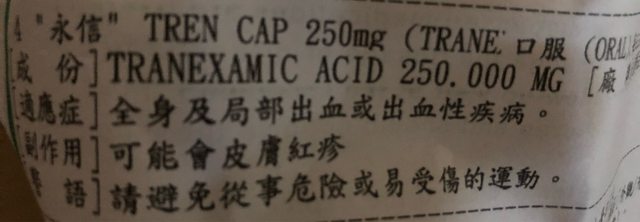 4 "永信" TREN CAP 250mg (TRANE 口服 (ORAL)
[成 份] TRANEXAMIC ACID 250.000 MG [廠
[適應症] 全身及局部出血或出血性疾病。
[副作用] 可能會皮膚紅疹
語] 請避免從事危險或易受傷的運動。